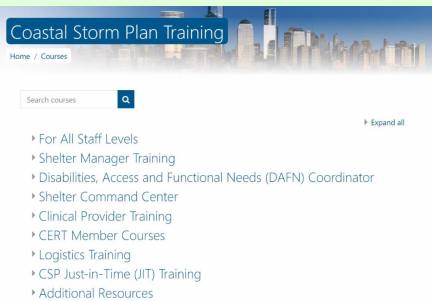 Coastal Storm Plan Training
Home / Courses
Search courses
Expand all
For All Staff Levels
Shelter Manager Training
Disabilities, Access and Functional Needs (DAFN) Coordinator
Shelter Command Center
Clinical Provider Training
CERT Member Courses
Logistics Training
CSP Just-in-Time (JIT) Training
Additional Resources